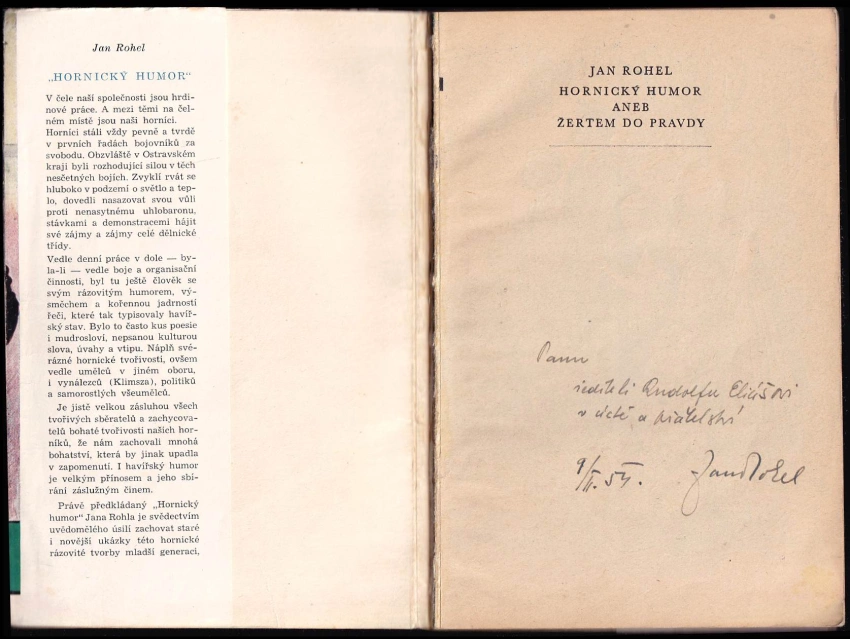 Jan Rohel
„HORNICKÝ HUMOR“
V čele naší společnosti jsou hrdi-
nové práce. A mezi těmi na čel-
ném místě jsou naši horníci.
Horníci stáli vždy pevně a tvrdě
v prvních řadách bojovníků za
svobodu. Obzvláště v Ostravském
kraji byli rozhodující silou v těch
nesčetných bojích. Zvyklí rvát se
hluboko v podzemí o světlo a tep-
lo, dovedli nasazovat svou vůli
proti nenasytnému uhlobaronu,
stávkami a demonstracemi hájit
své zájmy a zájmy celé dělnické
třídy.
Vedle denní práce v dole — by-
la-li — vedle boje a organisační
činnosti, byl tu ještě člověk se
svým rázovitým humorem, vý-
směchem a kořennou jadrností
řeči, které tak typisovaly havíř-
ský stav. Bylo to často kus poesie
i mudrosloví, nepsanou kulturou
slova, úvahy a vtipu. Náplň své-
rázné hornické tvořivosti, ovšem
vedle umělců v jiném oboru,
i vynálezců (Klimsza), politiků
a samorostlých všeumělců.
Je jistě velkou zásluhou všech
tvořivých sběratelů a zachycova-
telů bohaté tvořivosti našich hor-
níků, že nám zachovali mnohá
bohatství, která by jinak upadla
v zapomenutí. I havířský humor
je velkým přínosem a jeho sbí-
rání záslužným činem.
Právě předkládaný „Hornický
humor“ Jana Rohla je svědectvím
uvědomělého úsilí zachovat staré
i novější ukázky této hornické
rázovité tvorby mladší generaci,
JAN ROHEL
HORNICKÝ HUMOR
ANEB
ŽERTEM DO PRAVDY
Panu
řediteli Rudolfu Eliášovi
v úctě a přátelství
9/II. 54. Jan Rohel